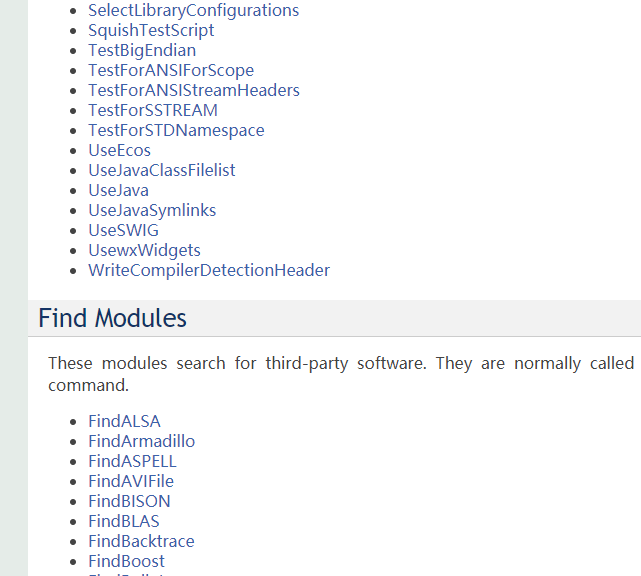 SelectLibraryConfigurations
SquishTestScript
TestBigEndian
TestForANSIForScope
TestForANSIStreamHeaders
TestForSSTREAM
TestForSTDNamespace
UseEcos
UseJavaClassFilelist
UseJava
UseJavaSymlinks
UseSWIG
UsewxWidgets
WriteCompilerDetectionHeader
Find Modules
These modules search for third-party software. They are normally called
command.
FindALSA
FindArmadillo
FindASPELL
FindAVIFile
FindBISON
FindBLAS
FindBacktrace
FindBoost